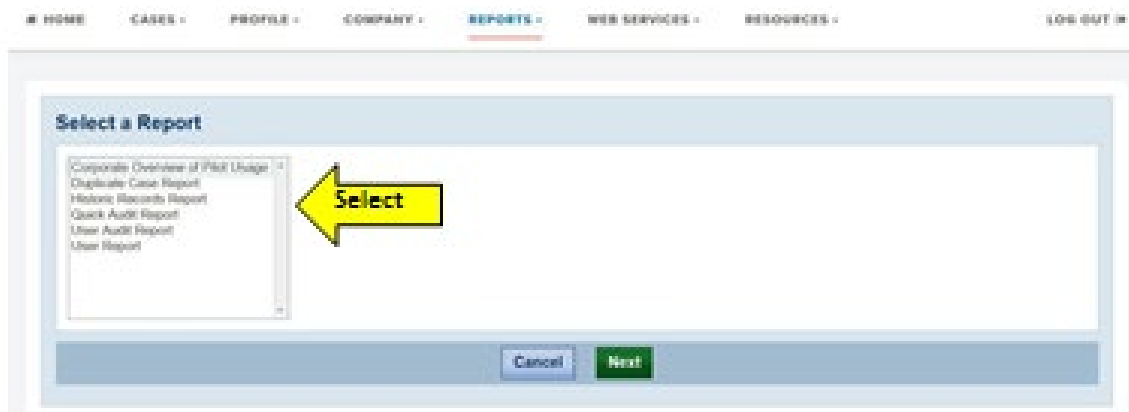 HOME CASES PROFILE COMPANY REPORTS WEB SERVICES RESOURCES LOG OUT
Select a Report
Corporate Overview of Pilot Usage
Duplicate Case Report
Historic Records Report
Quick Audit Report
User Audit Report
User Report
Select
Cancel Next